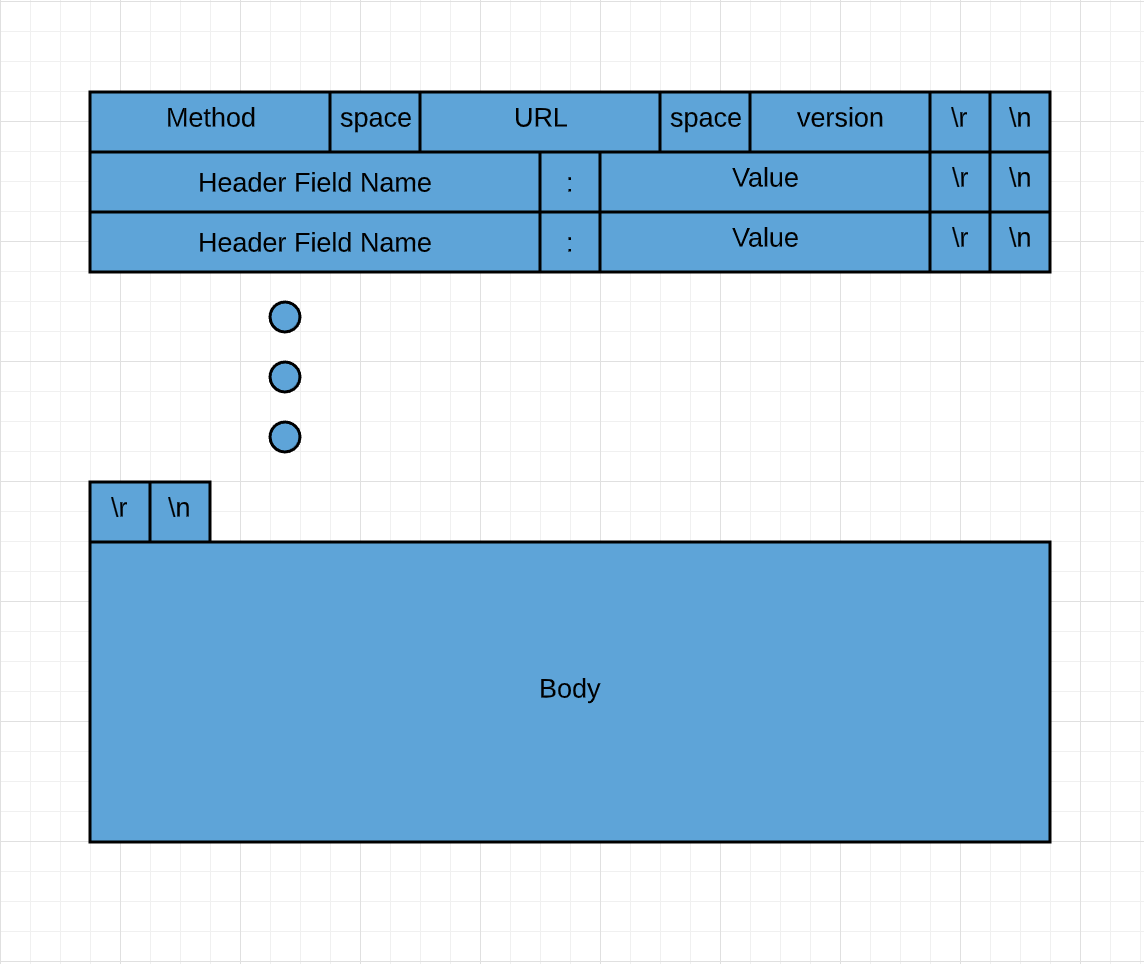 Method space URL space version \r \n
Header Field Name : Value \r \n
Header Field Name : Value \r \n
\r \n
Body